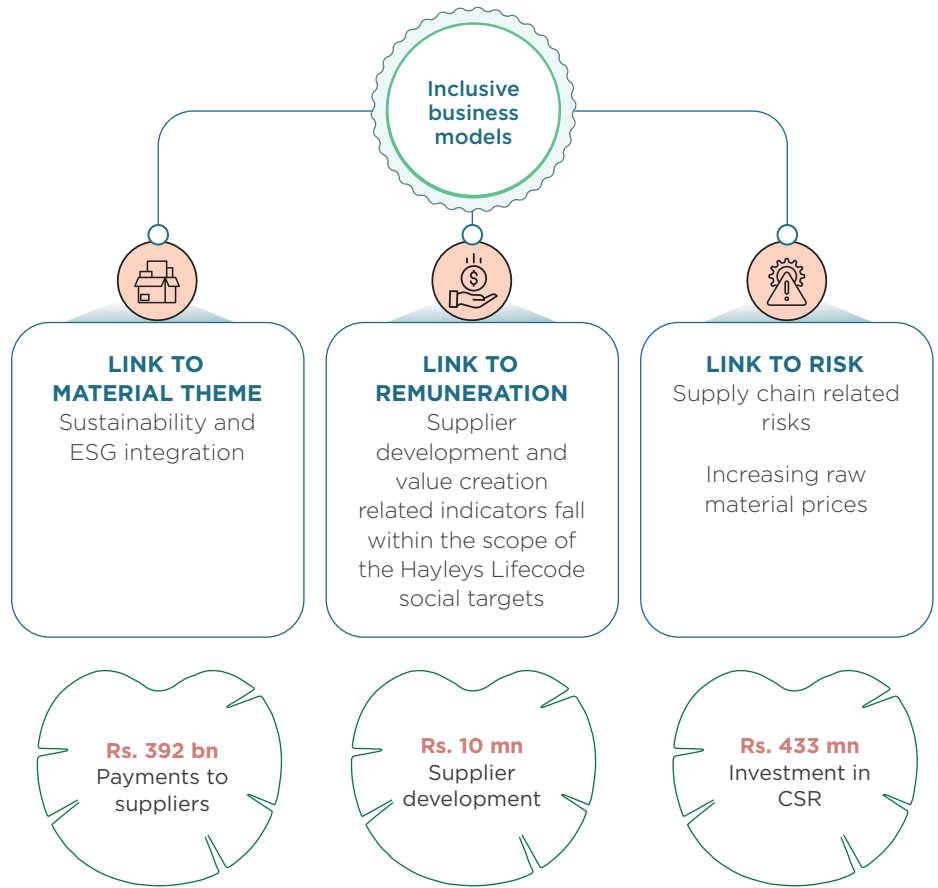 Inclusive
business
models
LINK TO
MATERIAL THEME
Sustainability and
ESG integration
LINK TO
REMUNERATION
Supplier
development and
value creation
related indicators fall
within the scope of
the Hayleys Lifecode
social targets
LINK TO RISK
Supply chain related
risks
Increasing raw
material prices
Rs. 392 bn
Payments to
suppliers
Rs. 10 mn
Supplier
development
Rs. 433 mn
Investment in
CSR